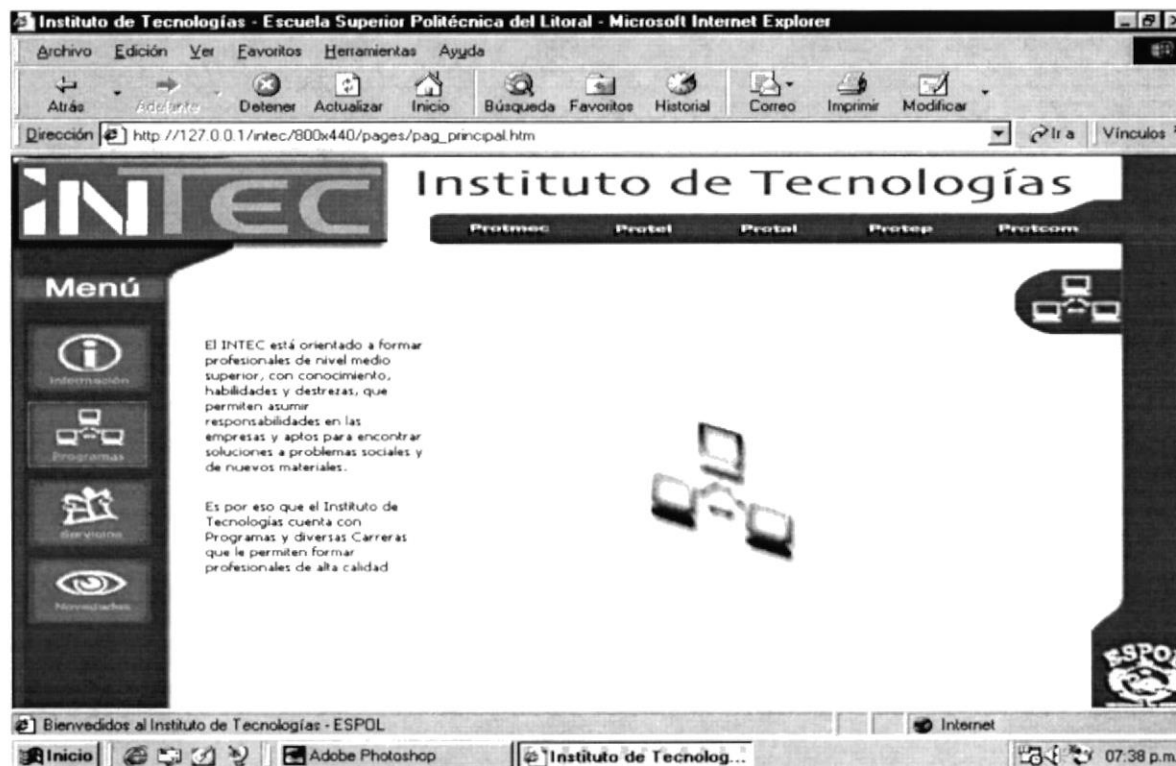 Instituto de Tecnologías - Escuela Superior Politécnica del Litoral - Microsoft Internet Explorer
Archivo Edición Ver Favoritos Herramientas Ayuda
Atrás Adelante Detener Actualizar Inicio Búsqueda Favoritos Historial Correo Imprimir Modificar
Dirección http://127.0.0.1/intec/800x440/pages/pag_principal.htm Ir a Vínculos
iNTEC
Instituto de Tecnologías
Protmec Protel Protal Protep Protcom
Menú
Información
Programas
Servicios
Novedades
El INTEC está orientado a formar
profesionales de nivel medio
superior, con conocimiento,
habilidades y destrezas, que
permiten asumir
responsabilidades en las
empresas y aptos para encontrar
soluciones a problemas sociales y
de nuevos materiales.
Es por eso que el Instituto de
Tecnologías cuenta con
Programas y diversas Carreras
que le permiten formar
profesionales de alta calidad
ESPOL
Bienvedidos al Instituto de Tecnologías - ESPOL Internet
Inicio Adobe Photoshop Instituto de Tecnolog... 07:38 p.m.